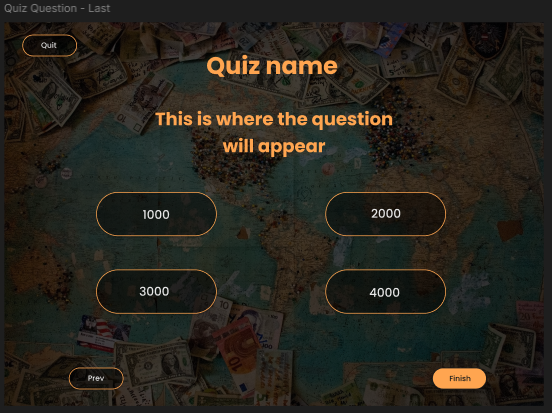 Quiz Question - Last
Quit
Quiz name
This is where the question
will appear
1000
2000
3000
4000
Prev
Finish